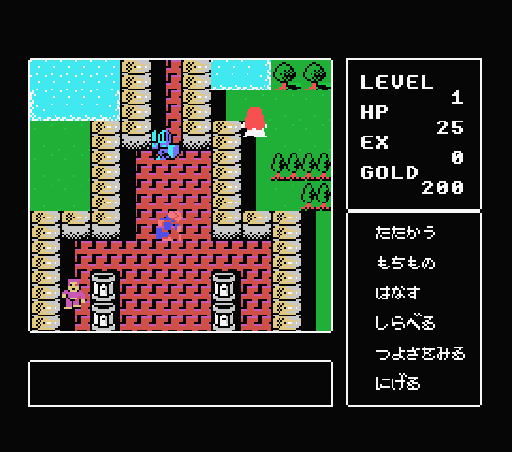 LEVEL
1
HP
25
EX
0
GOLD
200
たたかう
もちもの
はなす
しらべる
つよさをみる
にげる